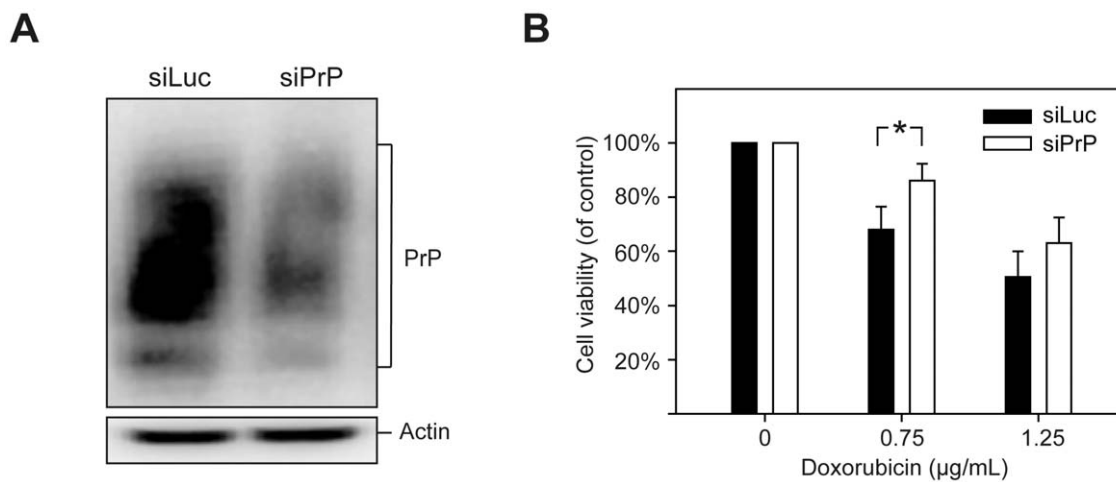 A
siLuc siPrP
PrP
Actin
B
Cell viability (of control)
100%
80%
60%
40%
20%
*
siLuc
siPrP
0 0.75 1.25
Doxorubicin (µg/mL)